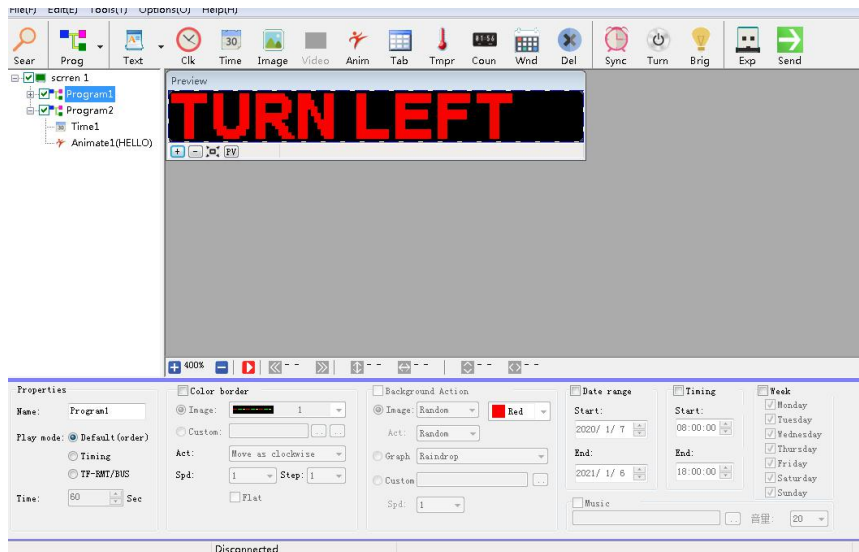 File(F) Edit(E) Tools(T) Options(O) Help(H)
30 01:56
Sear Prog Text Clk Time Image Video Anim Tab Tmpr Coun Wnd Del Sync Turn Brig Exp Send
scrren 1
Program1
Program2
Time1
Animate1(HELLO)
Preview
TURN LEFT
PV
400% -- -- -- -- --
Properties
Name: Program1
Play mode: Default(order)
Timing
TF-RMT/BUS
Time: 60 Sec
Color border
Image: 1
Custom: ..
Act: Move as clockwise
Spd: 1 Step: 1
Flat
Background Action
Image: Random Red
Act: Random
Graph Raindrop
Custom ..
Spd: 1
Date range
Start:
2020/ 1/ 7
End:
2021/ 1/ 6
Timing
Start:
08:00:00
End:
18:00:00
Week
Monday
Tuesday
Wednesday
Thursday
Friday
Saturday
Sunday
Music
.. 音量: 20
Disconnected